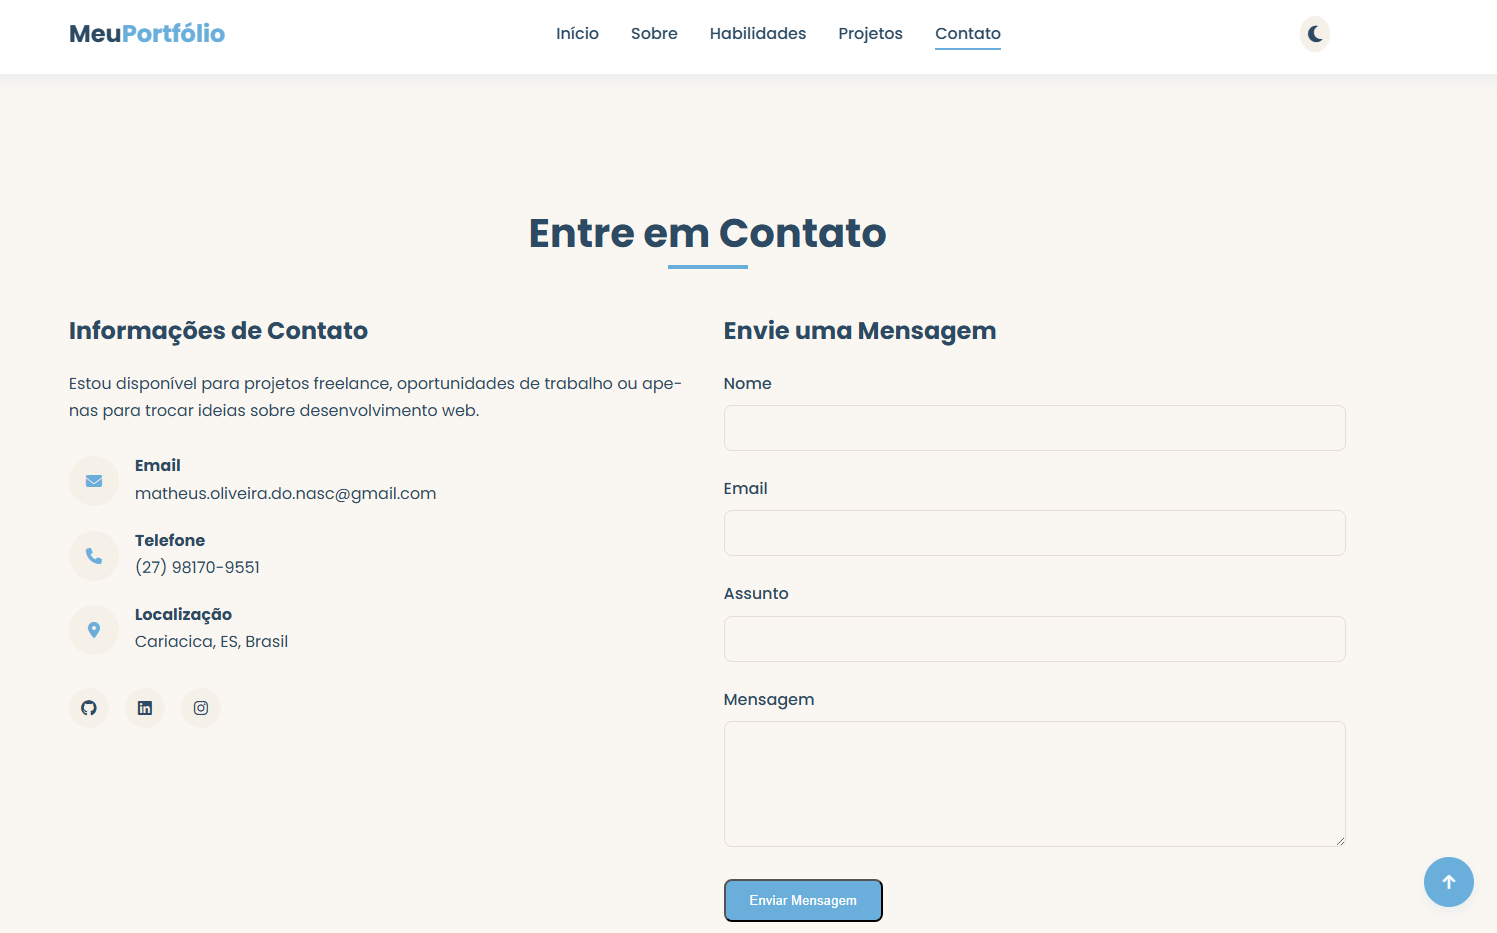 MeuPortfólio
Início
Sobre
Habilidades
Projetos
Contato
Entre em Contato
Informações de Contato
Estou disponível para projetos freelance, oportunidades de trabalho ou ape-
nas para trocar ideias sobre desenvolvimento web.
Email
matheus.oliveira.do.nasc@gmail.com
Telefone
(27) 98170-9551
Localização
Cariacica, ES, Brasil
Envie uma Mensagem
Nome
Email
Assunto
Mensagem
Enviar Mensagem